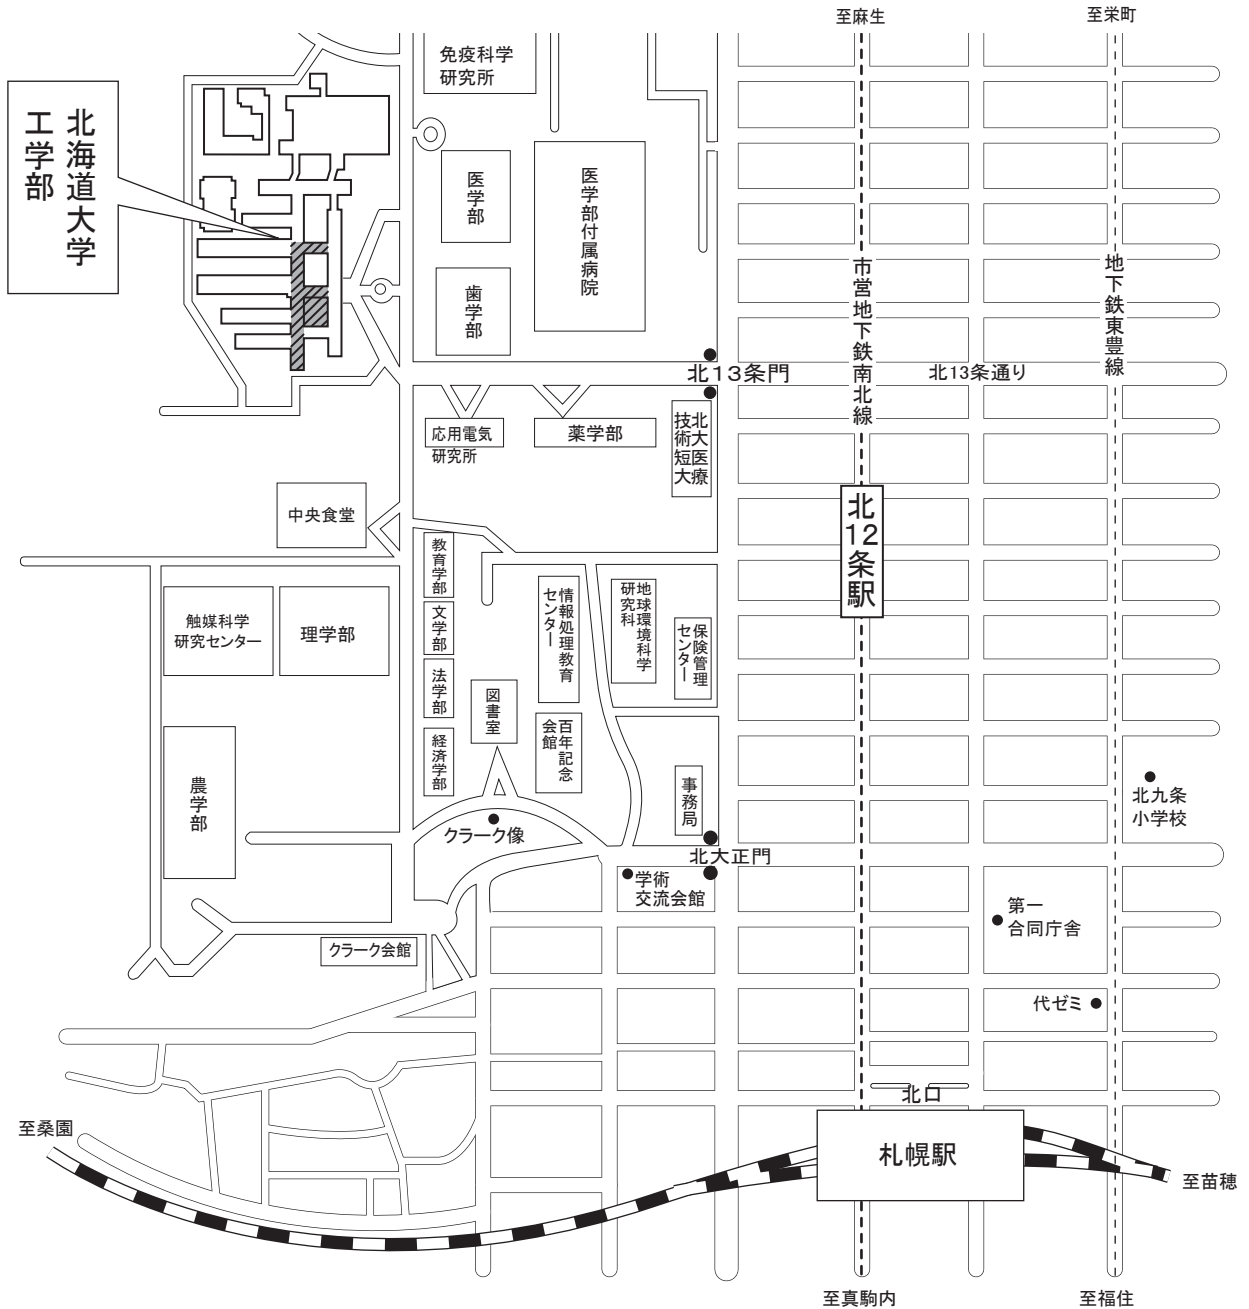 至麻生
至栄町
免疫科学
研究所
北海道大学
工学部
医学部
医学部付属病院
歯学部
市営地下鉄南北線
地下鉄東豊線
北13条門
北13条通り
応用電気
研究所
薬学部
北大医療
技術短大
中央食堂
北12条駅
教育学部
文学部
法学部
経済学部
情報処理教育
センター
地球環境科学
研究科
保険管理
センター
触媒科学
研究センター
理学部
図書室
百年記念
会館
農学部
事務局
北九条
小学校
クラーク像
北大正門
学術
交流会館
第一
合同庁舎
クラーク会館
代ゼミ
北口
札幌駅
至桑園
至苗穂
至真駒内
至福住